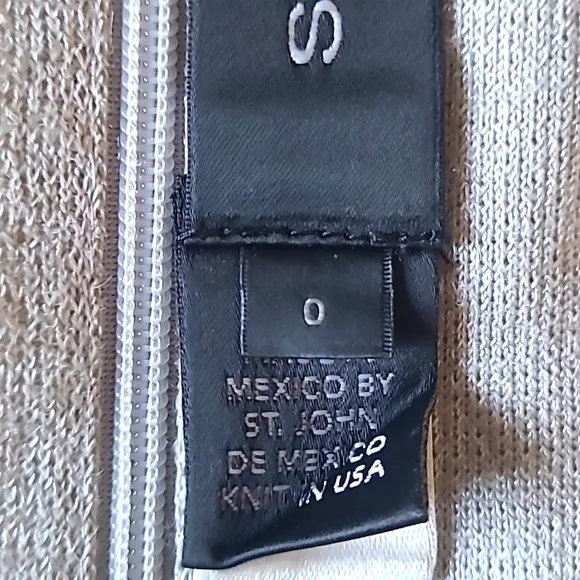 S
0
MEXICO BY
ST. JOHN
DE MEXICO
KNIT IN USA